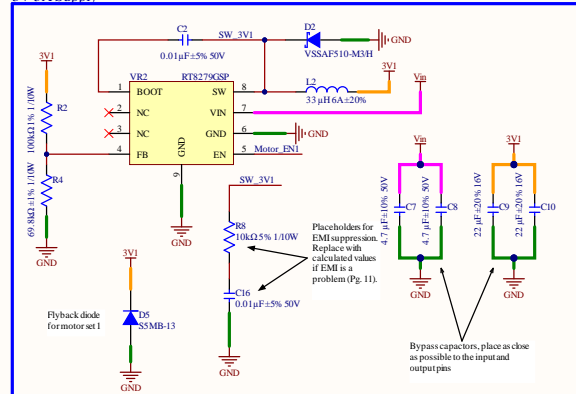 C2
SW_3V1
0.01µF±5% 50V
D2
VSSAF510-M3/H
GND
VR2
RT8279GSP
1
BOOT
SW
8
2
NC
VIN
7
3
NC
GND
6
4
FB
EN
5
GND
9
L2
33 µH 6A±20%
3V1
Vin
GND
Motor_EN1
3V1
R2
100kΩ 1% 1/10W
R4
69.8kΩ±1% 1/10W
GND
GND
SW_3V1
R8
10kΩ 5% 1/10W
C16
0.01µF±5% 50V
GND
Placeholders for
EMI suppression.
Replace with
calculated values
if EMI is a
problem (Pg. 11).
Vin
4.7 µF±10% 50V
C7
4.7 µF±10% 50V
C8
GND
3V1
22 µF±20% 16V
C9
22 µF±20% 16V
C10
GND
Bypass capactors, place as close
as possible to the input and
output pins
3V1
Flyback diode
for motor set 1
D5
S5MB-13
GND